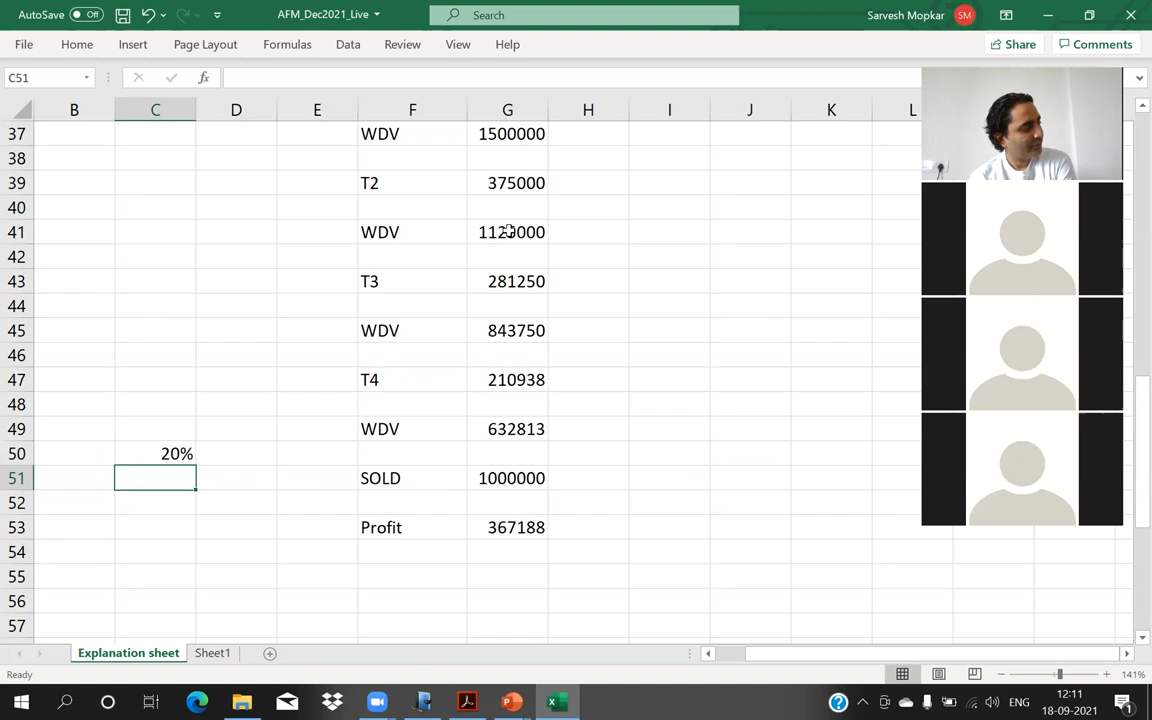 AutoSave Off AFM_Dec2021_Live Search Sarvesh Mopkar SM
File Home Insert Page Layout Formulas Data Review View Help Share Comments
C51 fx
B C D E F G H I J K L
37 WDV 1500000
38
39 T2 375000
40
41 WDV 1125000
42
43 T3 281250
44
45 WDV 843750
46
47 T4 210938
48
49 WDV 632813
50 20%
51 SOLD 1000000
52
53 Profit 367188
54
55
56
57
Explanation sheet Sheet1
Ready 141%
ENG 12:11
18-09-2021